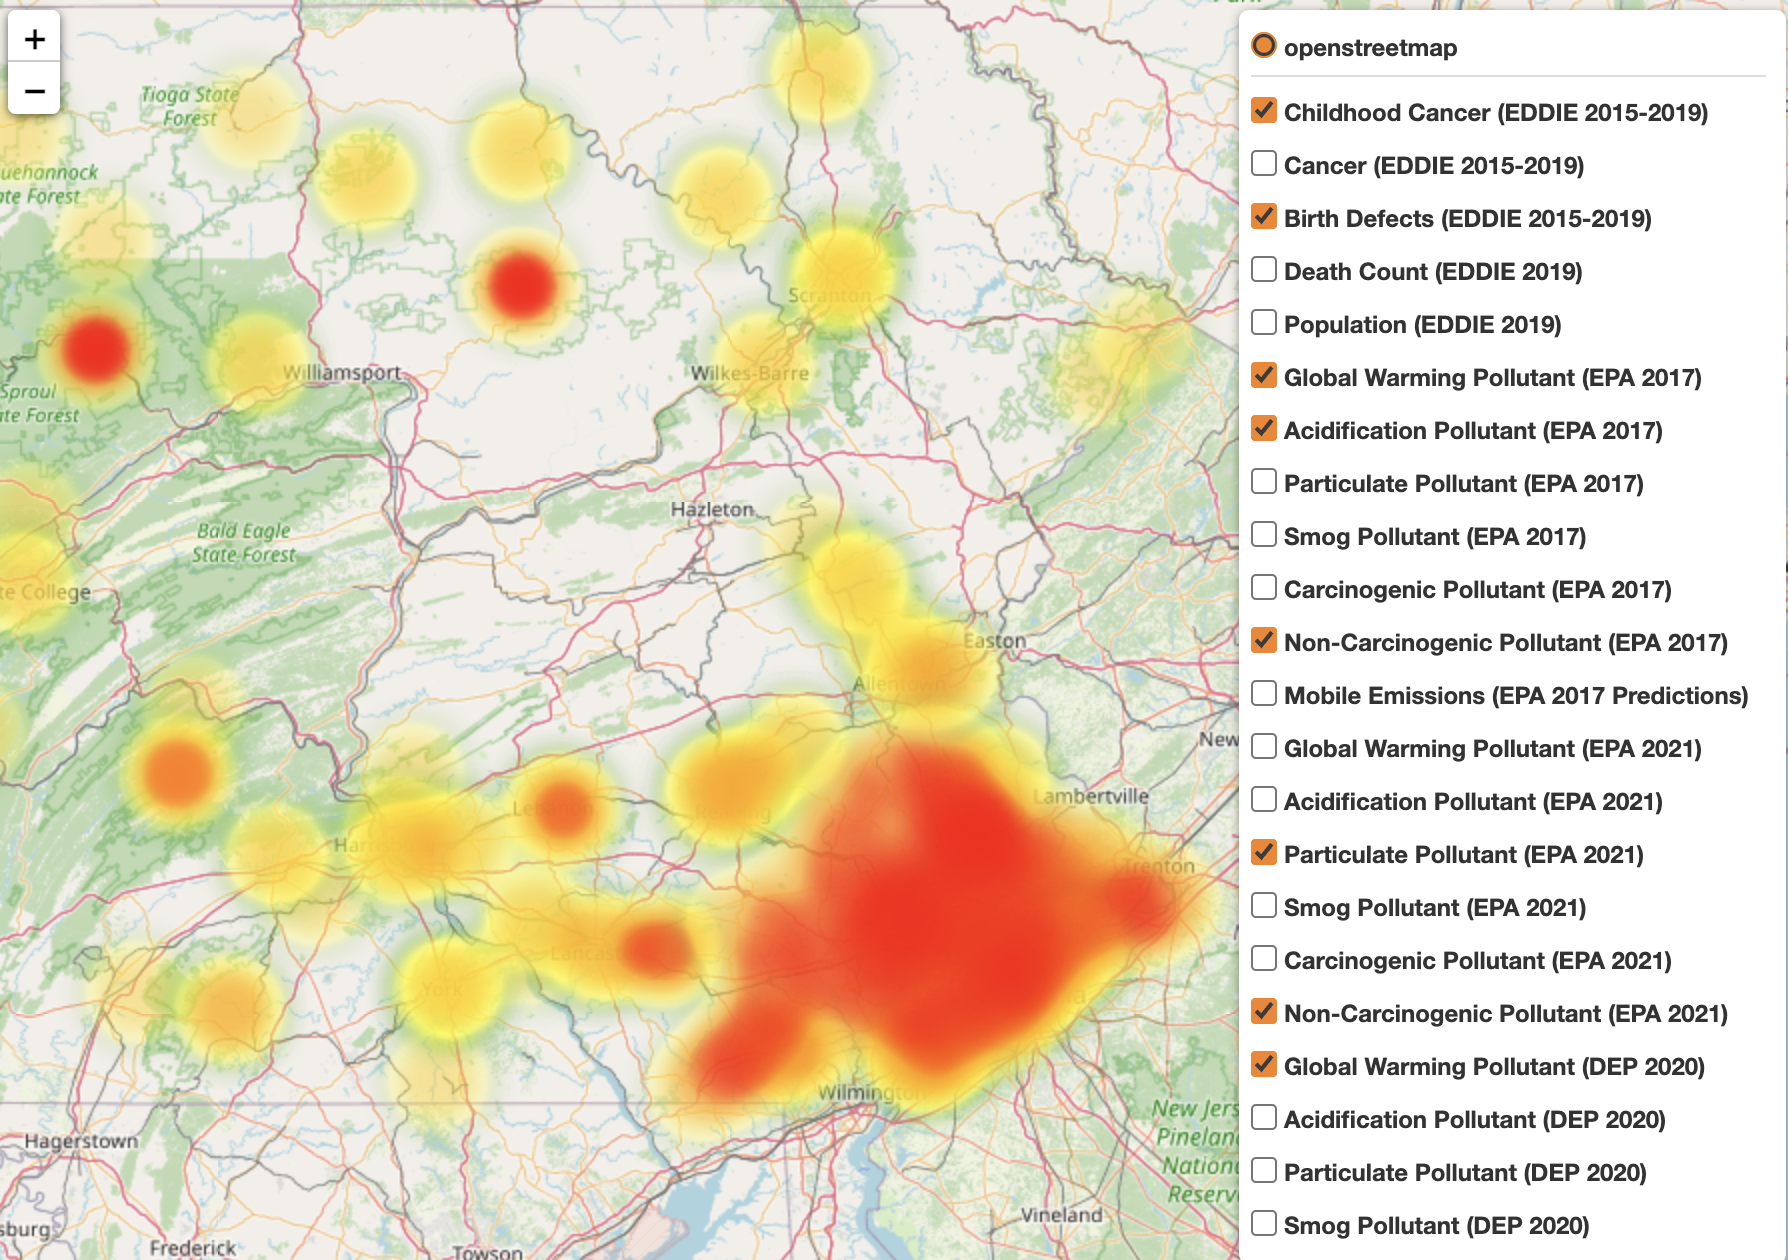 +
−
Tioga State
Forest
uehannock
ate Forest
Scranton
Williamsport
Wilkes-Barre
Sproul
ate Forest
Hazleton
Bald Eagle
State Forest
te College
Easton
Allentown
New
Lambertville
Trenton
York
Wilmington
New Jers
Pinelan
Nation
Reserv
Hagerstown
Vineland
sburg
Frederick
Towson
openstreetmap
Childhood Cancer (EDDIE 2015-2019)
Cancer (EDDIE 2015-2019)
Birth Defects (EDDIE 2015-2019)
Death Count (EDDIE 2019)
Population (EDDIE 2019)
Global Warming Pollutant (EPA 2017)
Acidification Pollutant (EPA 2017)
Particulate Pollutant (EPA 2017)
Smog Pollutant (EPA 2017)
Carcinogenic Pollutant (EPA 2017)
Non-Carcinogenic Pollutant (EPA 2017)
Mobile Emissions (EPA 2017 Predictions)
Global Warming Pollutant (EPA 2021)
Acidification Pollutant (EPA 2021)
Particulate Pollutant (EPA 2021)
Smog Pollutant (EPA 2021)
Carcinogenic Pollutant (EPA 2021)
Non-Carcinogenic Pollutant (EPA 2021)
Global Warming Pollutant (DEP 2020)
Acidification Pollutant (DEP 2020)
Particulate Pollutant (DEP 2020)
Smog Pollutant (DEP 2020)